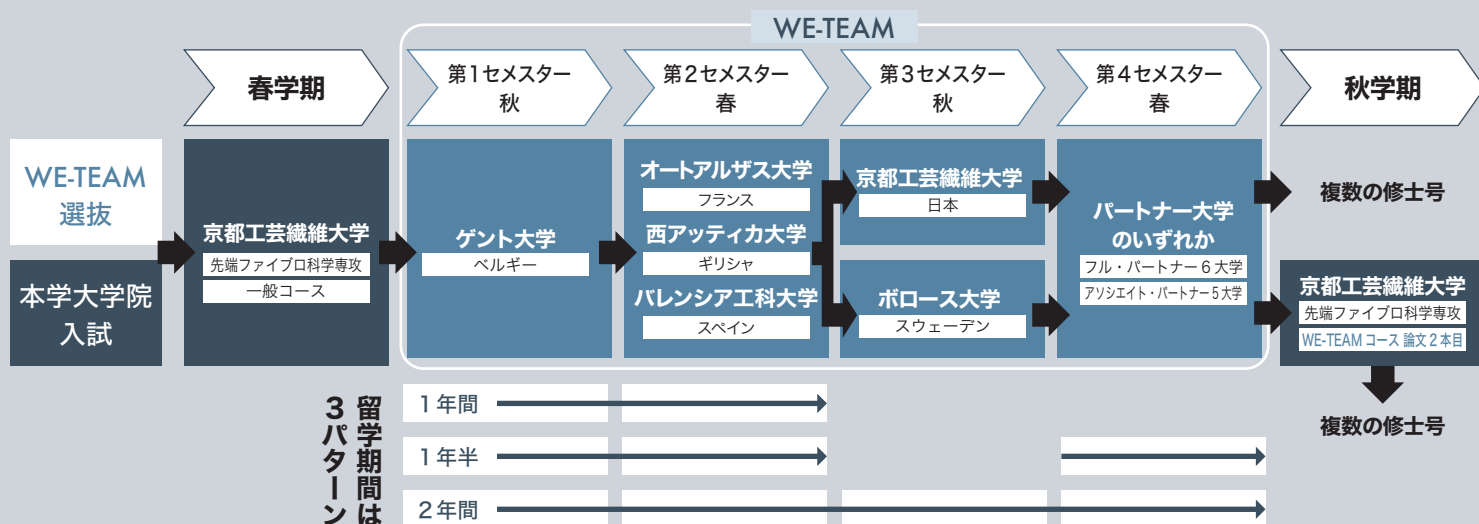 WE-TEAM
春学期
第1セメスター
秋
第2セメスター
春
第3セメスター
秋
第4セメスター
春
秋学期
WE-TEAM
選抜
本学大学院
入試
京都工芸繊維大学
先端ファイブロ科学専攻
一般コース
ゲント大学
ベルギー
オートアルザス大学
フランス
西アッティカ大学
ギリシャ
バレンシア工科大学
スペイン
京都工芸繊維大学
日本
ボロース大学
スウェーデン
パートナー大学
のいずれか
フル・パートナー6大学
アソシエイト・パートナー5大学
複数の修士号
京都工芸繊維大学
先端ファイブロ科学専攻
WE-TEAMコース 論文2本目
複数の修士号
留学期間は
3パターン
1年間
1年半
2年間